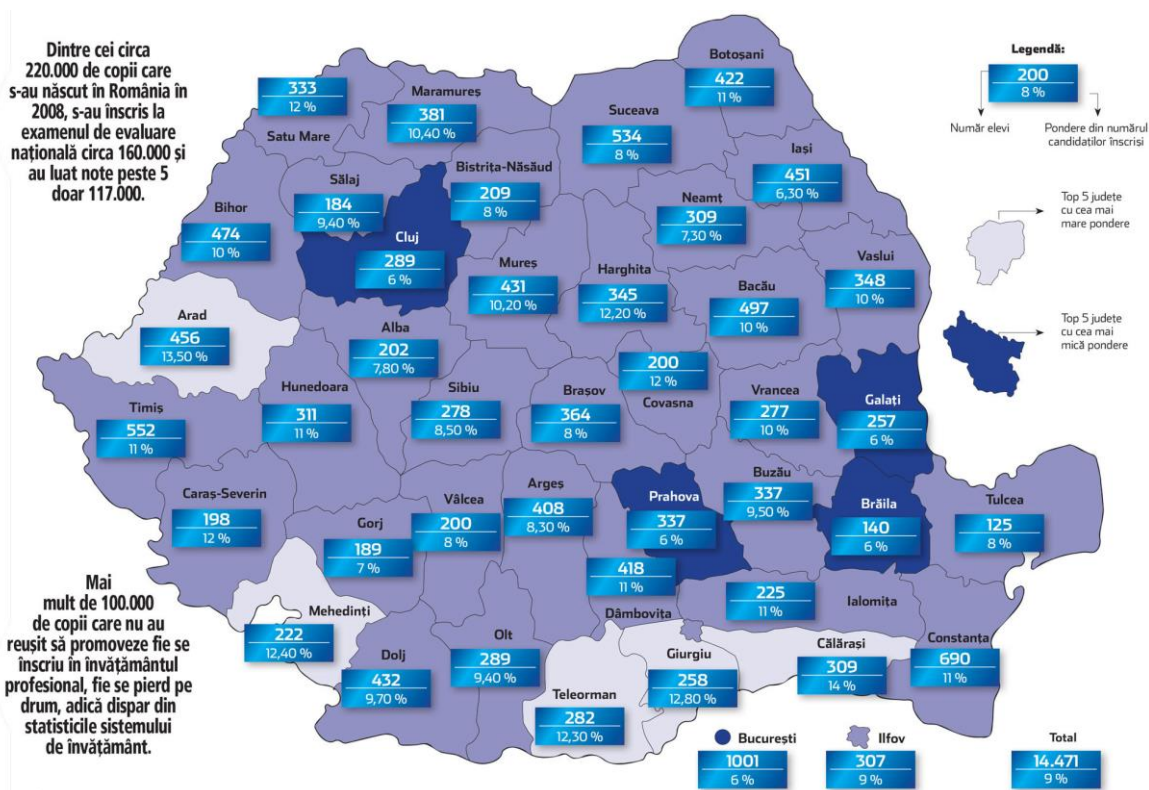 Dintre cei circa
220.000 de copii care
s-au născut în România în
2008, s-au înscris la
examenul de evaluare
națională circa 160.000 și
au luat note peste 5
doar 117.000.
Legendă:
200
8 %
Număr elevi
Pondere din numărul
candidaților înscriși
Top 5 județe
cu cea mai
mare pondere
Top 5 județe
cu cea mai
mică pondere
Botoșani
422
11 %
333
12 %
Satu Mare
Maramureș
381
10,40 %
Suceava
534
8 %
Iași
451
6,30 %
Bistrița-Năsăud
209
8 %
Sălaj
184
9,40 %
Neamț
309
7,30 %
Bihor
474
10 %
Cluj
289
6 %
Mureș
431
10,20 %
Harghita
345
12,20 %
Bacău
497
10 %
Vaslui
348
10 %
Arad
456
13,50 %
Alba
202
7,80 %
200
12 %
Covasna
Hunedoara
311
11 %
Sibiu
278
8,50 %
Brașov
364
8 %
Vrancea
277
10 %
Galați
257
6 %
Timiș
552
11 %
Caraș-Severin
198
12 %
Gorj
189
7 %
Vâlcea
200
8 %
Argeș
408
8,30 %
Prahova
337
6 %
Buzău
337
9,50 %
Brăila
140
6 %
Tulcea
125
8 %
418
11 %
Dâmbovița
225
11 %
Ialomița
Mehedinți
222
12,40 %
Dolj
432
9,70 %
Olt
289
9,40 %
Teleorman
282
12,30 %
Giurgiu
258
12,80 %
Călărași
309
14 %
Constanța
690
11 %
Mai
mult de 100.000
de copii care nu au
reușit să promoveze fie se
înscriu în învățământul
profesional, fie se pierd pe
drum, adică dispar din
statisticile sistemului
de învățământ.
București
1001
6 %
Ilfov
307
9 %
Total
14.471
9 %